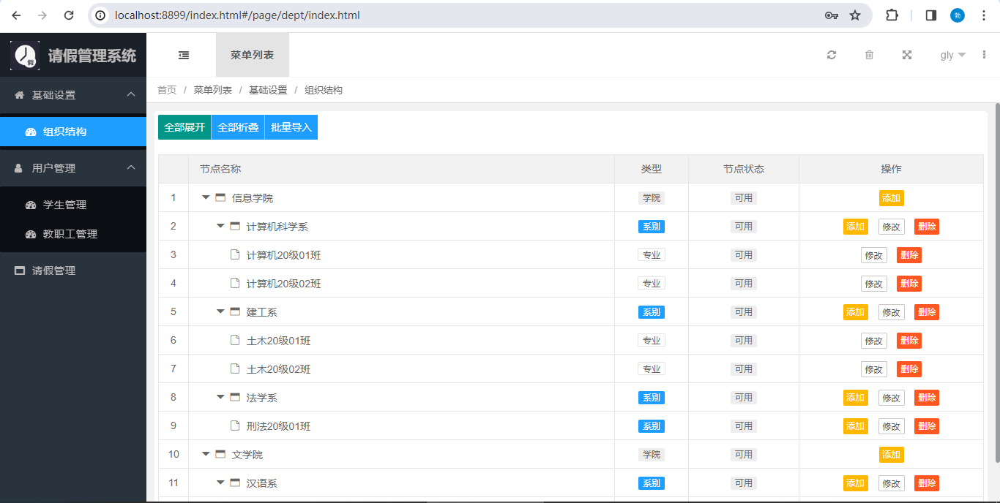 localhost:8899/index.html#/page/dept/index.html
勃
假
请假管理系统
菜单列表
gly
基础设置
首页 / 菜单列表 / 基础设置 / 组织结构
组织结构
用户管理
学生管理
教职工管理
请假管理
全部展开 全部折叠 批量导入
节点名称 类型 节点状态 操作
1 信息学院 学院 可用 添加
2 计算机科学系 系别 可用 添加 修改 删除
3 计算机20级01班 专业 可用 修改 删除
4 计算机20级02班 专业 可用 修改 删除
5 建工系 系别 可用 添加 修改 删除
6 土木20级01班 专业 可用 修改 删除
7 土木20级02班 专业 可用 修改 删除
8 法学系 系别 可用 添加 修改 删除
9 刑法20级01班 系别 可用 添加 修改 删除
10 文学院 学院 可用 添加
11 汉语系 系别 可用 添加 修改 删除